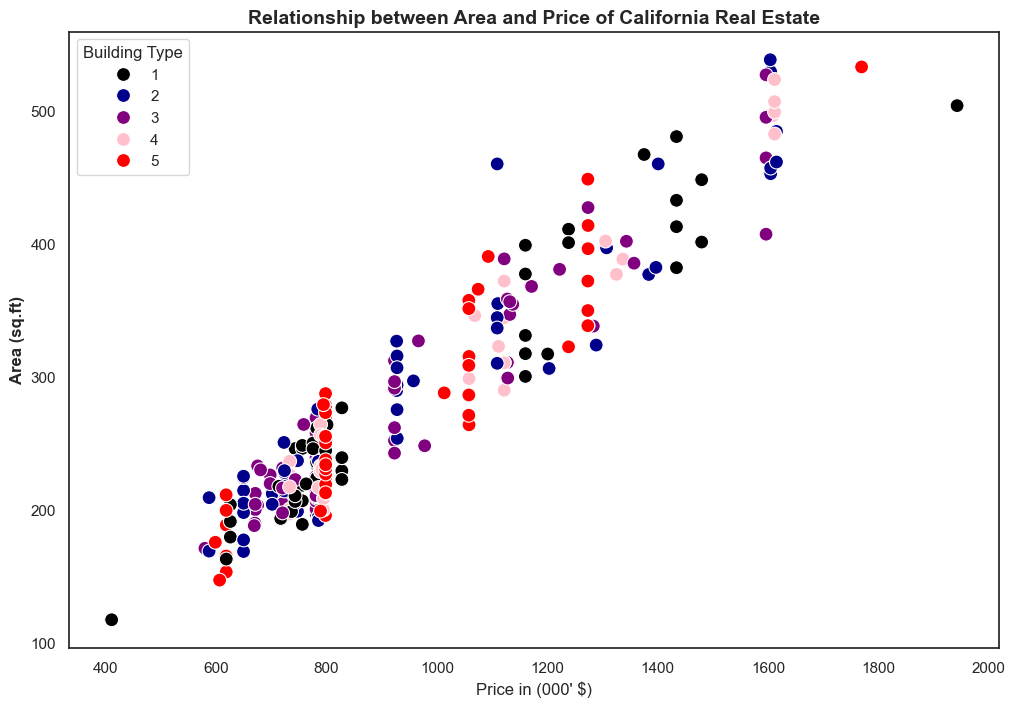 Relationship between Area and Price of California Real Estate
Building Type
1
2
3
4
5
Area (sq.ft)
500
400
300
200
100
400 600 800 1000 1200 1400 1600 1800 2000
Price in (000' $)